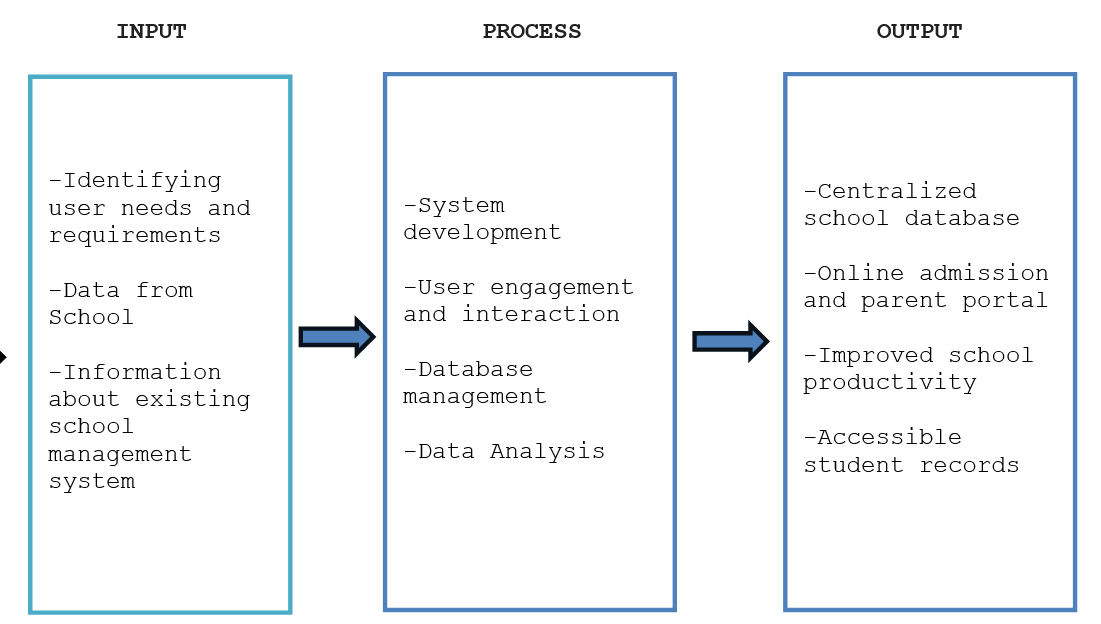 INPUT
PROCESS
OUTPUT
-Identifying
user needs and
requirements
-Data from
School
-Information
about existing
school
management
system
-System
development
-User engagement
and interaction
-Database
management
-Data Analysis
-Centralized
school database
-Online admission
and parent portal
-Improved school
productivity
-Accessible
student records